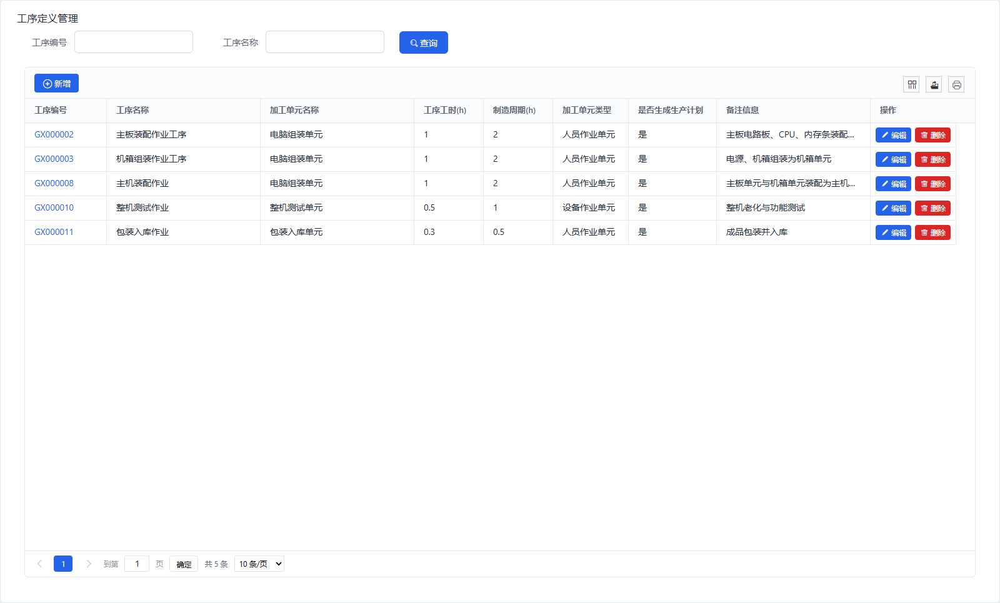 工序定义管理
工序编号 工序名称 查询
新增
工序编号 工序名称 加工单元名称 工序工时(h) 制造周期(h) 加工单元类型 是否生成生产计划 备注信息 操作
GX000002 主板装配作业工序 电脑组装单元 1 2 人员作业单元 是 主板电路板、CPU、内存条装配... 编辑 删除
GX000003 机箱组装作业工序 电脑组装单元 1 2 人员作业单元 是 电源、机箱组装为机箱单元 编辑 删除
GX000008 主机装配作业 电脑组装单元 1 2 人员作业单元 是 主板单元与机箱单元装配为主机... 编辑 删除
GX000010 整机测试作业 整机测试单元 0.5 1 设备作业单元 是 整机老化与功能测试 编辑 删除
GX000011 包装入库作业 包装入库单元 0.3 0.5 人员作业单元 是 成品包装并入库 编辑 删除
1 到第 1 页 确定 共 5 条 10 条/页